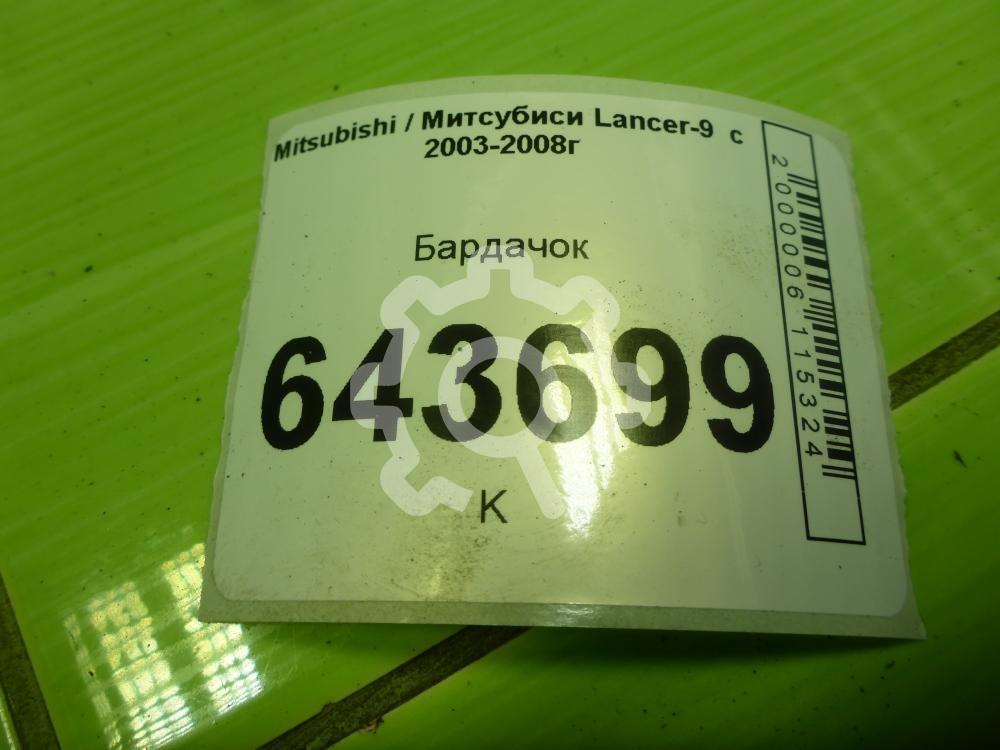 Mitsubishi / Митсубиси Lancer-9 с
2003-2008г
Бардачок
643699
К
2000006115324